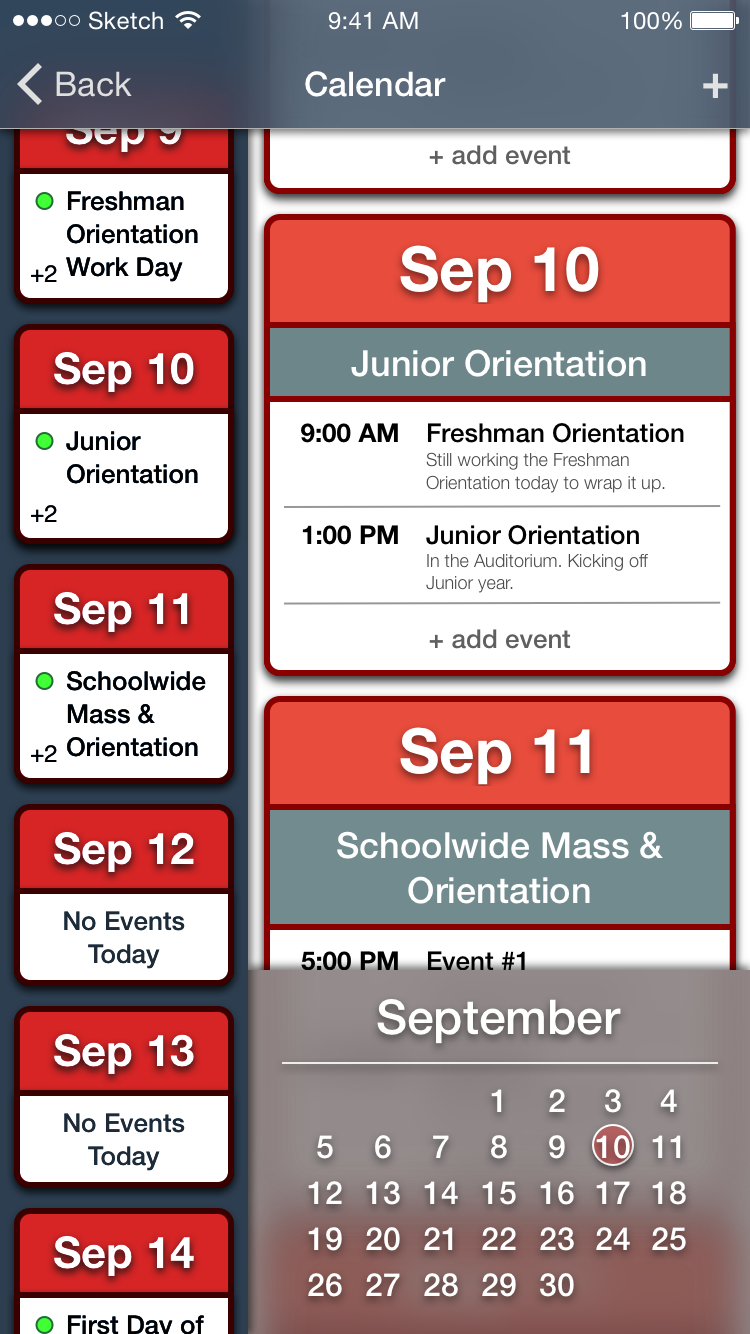 Sketch 9:41 AM 100%
Back Calendar +
Sep 9
Freshman
Orientation
+2 Work Day
Sep 10
Junior
Orientation
+2
Sep 11
Schoolwide
Mass &
+2 Orientation
Sep 12
No Events
Today
Sep 13
No Events
Today
Sep 14
First Day of
+ add event
Sep 10
Junior Orientation
9:00 AM Freshman Orientation
Still working the Freshman
Orientation today to wrap it up.
1:00 PM Junior Orientation
In the Auditorium. Kicking off
Junior year.
+ add event
Sep 11
Schoolwide Mass &
Orientation
5:00 PM Event #1
September
1 2 3 4
5 6 7 8 9 10 11
12 13 14 15 16 17 18
19 20 21 22 23 24 25
26 27 28 29 30